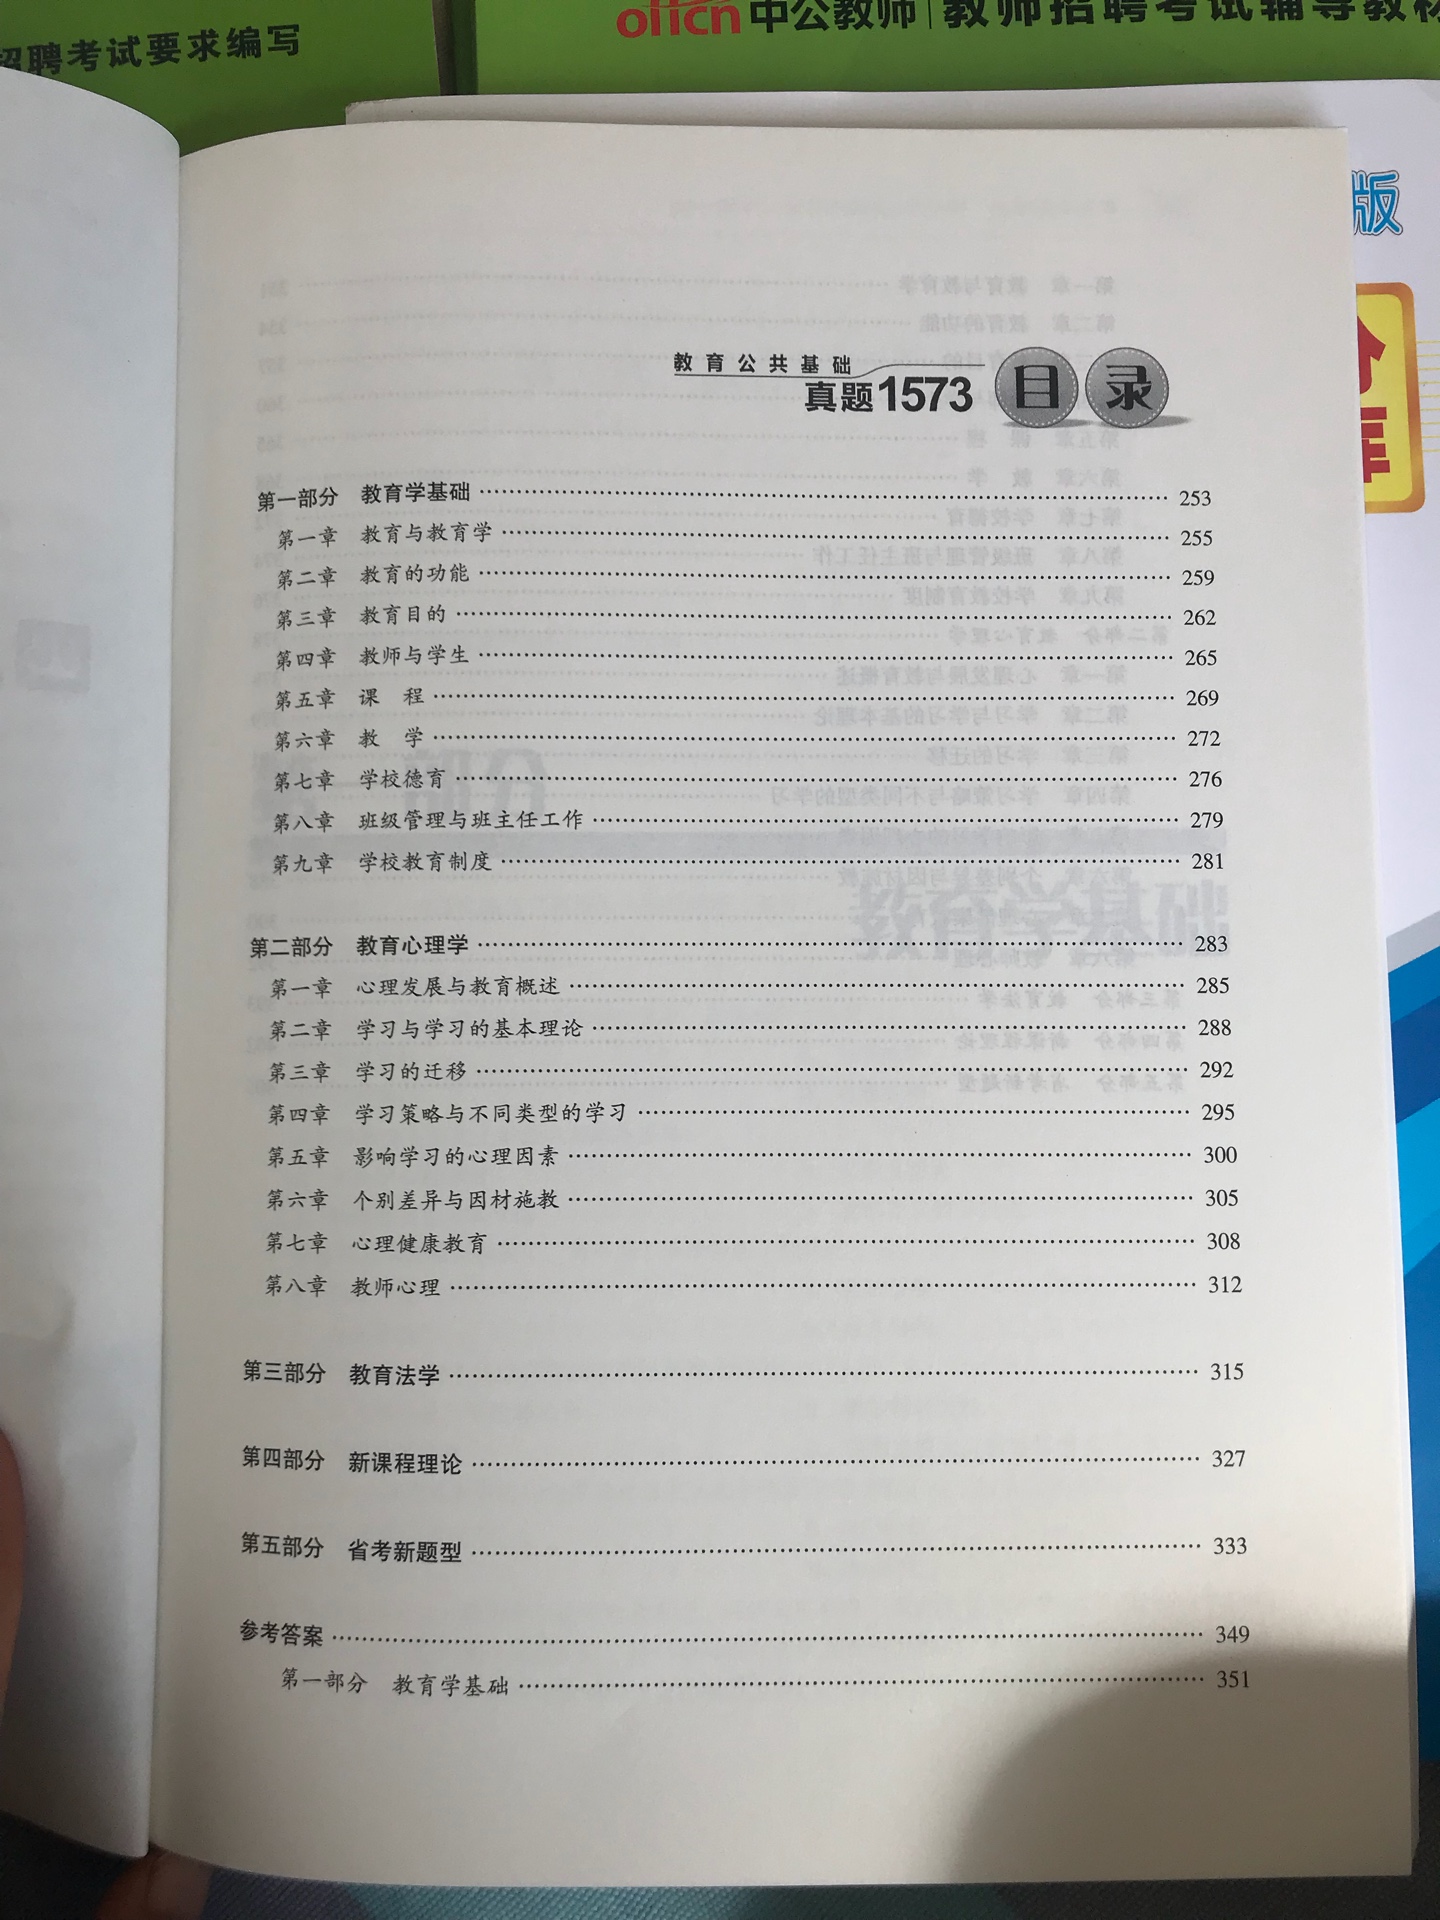 招聘考试要求编写
offcn中公教师|教师招聘考试辅导教材
版
教育公共基础
真题1573 目录
第一部分 教育学基础 253
第一章 教育与教育学 255
第二章 教育的功能 259
第三章 教育目的 262
第四章 教师与学生 265
第五章 课 程 269
第六章 教 学 272
第七章 学校德育 276
第八章 班级管理与班主任工作 279
第九章 学校教育制度 281
第二部分 教育心理学 283
第一章 心理发展与教育概述 285
第二章 学习与学习的基本理论 288
第三章 学习的迁移 292
第四章 学习策略与不同类型的学习 295
第五章 影响学习的心理因素 300
第六章 个别差异与因材施教 305
第七章 心理健康教育 308
第八章 教师心理 312
第三部分 教育法学 315
第四部分 新课程理论 327
第五部分 省考新题型 333
参考答案 349
第一部分 教育学基础 351